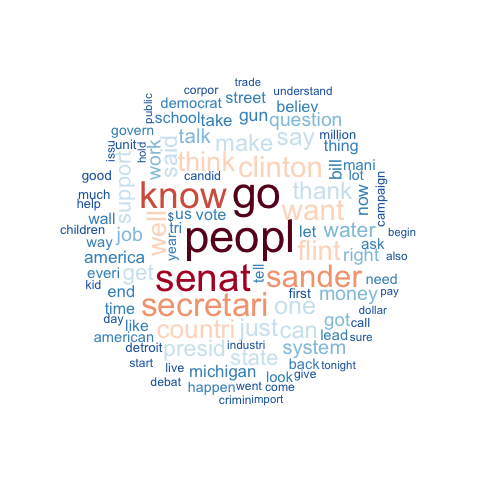 trade
corpor
understand
democrat street
public
believ
school take gun question
govern
million
issu unit hold work talk said make say thing
good
candid
support think clinton bill mani
lot
much
help
know go thank now campaign
children wall
us vote want
$
tri
well peopl let water begin
way job year flint right ask also
america
everi get senat tell sander need
kid
end
first money pay
time secretari one dollar
day like countri just can got call
american
lead sure
detroit presid industri state system
start
live michigan back tonight
debat happen went look give
come
crimin import